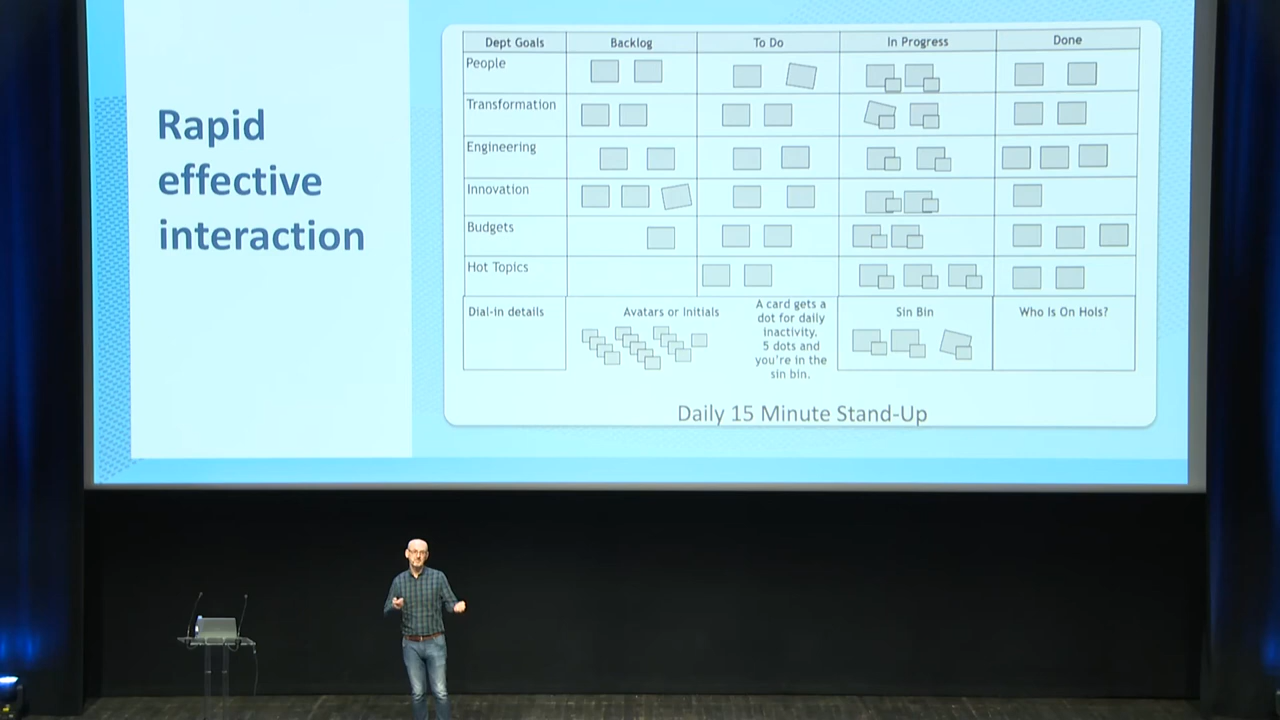 Rapid
effective
interaction
Dept Goals
Backlog
To Do
In Progress
Done
People
Transformation
Engineering
Innovation
Budgets
Hot Topics
Dial-in details
Avatars or Initials
A card gets a
dot for daily
inactivity.
5 dots and
you're in the
sin bin.
Sin Bin
Who Is On Hols?
Daily 15 Minute Stand-Up